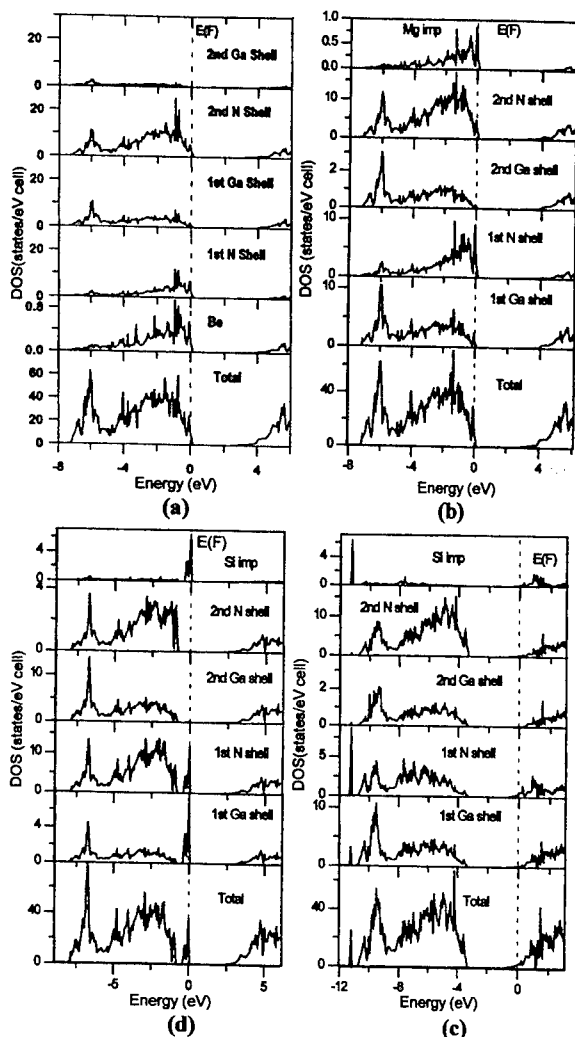 E(F)
2nd Ga Shell
2nd N Shell
1st Ga Shell
1st N Shell
Be
Total
DOS(states/eV cell)
20
0
20
0
20
0
20
0
0.8
0.0
60
40
20
0
-8 -4 0 4
Energy (eV)
(a)
Mg imp
E(F)
2nd N shell
2nd Ga shell
1st N shell
1st Ga shell
Total
DOS (states/eV cell)
1.0
0.5
0.0
10
0
2
0
10
0
10
5
0
40
0
-8 -4 0 4
Energy (eV)
(b)
E(F)
Si imp
2nd N shell
2nd Ga shell
1st N shell
1st Ga shell
Total
DOS (states/eV cell)
4
0
4
0
10
0
10
5
0
4
0
40
0
-5 0 5
Energy (eV)
(d)
Si imp
E(F)
2nd N shell
2nd Ga shell
1st N shell
1st Ga shell
Total
DOS (states/eV cell)
4
0
10
0
2
0
5
0
10
0
40
0
-12 -8 -4 0
Energy (eV)
(c)